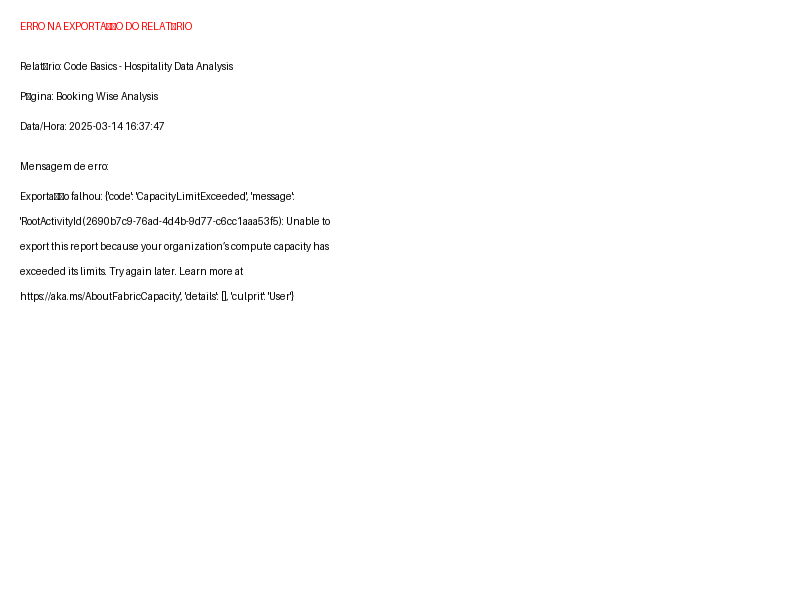 ERRO NA EXPORTA▯▯O DO RELAT▯RIO
Relat▯rio: Code Basics - Hospitality Data Analysis
P▯gina: Booking Wise Analysis
Data/Hora: 2025-03-14 16:37:47
Mensagem de erro:
Exporta▯▯o falhou: {'code': 'CapacityLimitExceeded', 'message':
'RootActivityId(2690b7c9-76ad-4d4b-9d77-c6cc1aaa53f5): Unable to
export this report because your organization’s compute capacity has
exceeded its limits. Try again later. Learn more at
https://aka.ms/AboutFabricCapacity', 'details': [], 'culprit': 'User'}